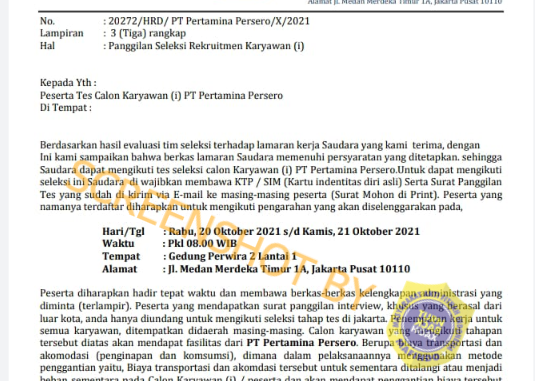 Alamat Jl. Medan Merdeka Timur 1A, Jakarta Pusat 10110
No. : 20272/HRD/ PT Pertamina Persero/X/2021
Lampiran : 3 (Tiga) rangkap
Hal : Panggilan Seleksi Rekruitmen Karyawan (i)
Kepada Yth :
Peserta Tes Calon Karyawan (i) PT Pertamina Persero
Di Tempat :
Berdasarkan hasil evaluasi tim seleksi terhadap lamaran kerja Saudara yang kami terima, dengan
Ini kami sampaikan bahwa berkas lamaran Saudara memenuhi persyaratan yang ditetapkan. sehingga
Saudara dapat mengikuti tes seleksi calon Karyawan (i) PT Pertamina Persero.Untuk dapat mengikuti
seleksi ini Saudara di wajibkan membawa KTP / SIM (Kartu indentitas diri asli) Serta Surat Panggilan
Tes yang sudah di kirim via E-mail ke masing-masing peserta (Surat Mohon di Print). Peserta yang
namanya terdaftar diharapkan untuk mengikuti pengarahan yang akan diselenggarakan pada,
Hari/Tgl : Rabu, 20 Oktober 2021 s/d Kamis, 21 Oktober 2021
Waktu : Pkl 08.00 WIB
Tempat : Gedung Perwira 2 Lantai 1
Alamat : Jl. Medan Merdeka Timur 1A, Jakarta Pusat 10110
SCREENSHOT BY
Peserta diharapkan hadir tepat waktu dan membawa berkas-berkas kelengkapan administrasi yang
diminta (terlampir). Peserta yang mendapatkan surat panggilan interview, khusus yang berasal dari
luar kota, anda hanya diundang untuk mengikuti seleksi tahap tes di jakarta. Penempatan kerja untuk
semua karyawan, ditempatkan didaerah masing-masing. Calon karyawan yang mengikuti tahapan
tersebut diatas akan mendapat fasilitas dari PT Pertamina Persero. Berupa biaya transportasi dan
akomodasi (penginapan dan komsumsi), dimana dalam pelaksanaannya menggunakan metode
penggantian yaitu, Biaya transportasi dan akomdasi tersebut untuk sementara ditalangi atau menjadi
beban sementara pada Calon Karyawan (i) / peserta dan akan mendapat penggantian biaya tersebut